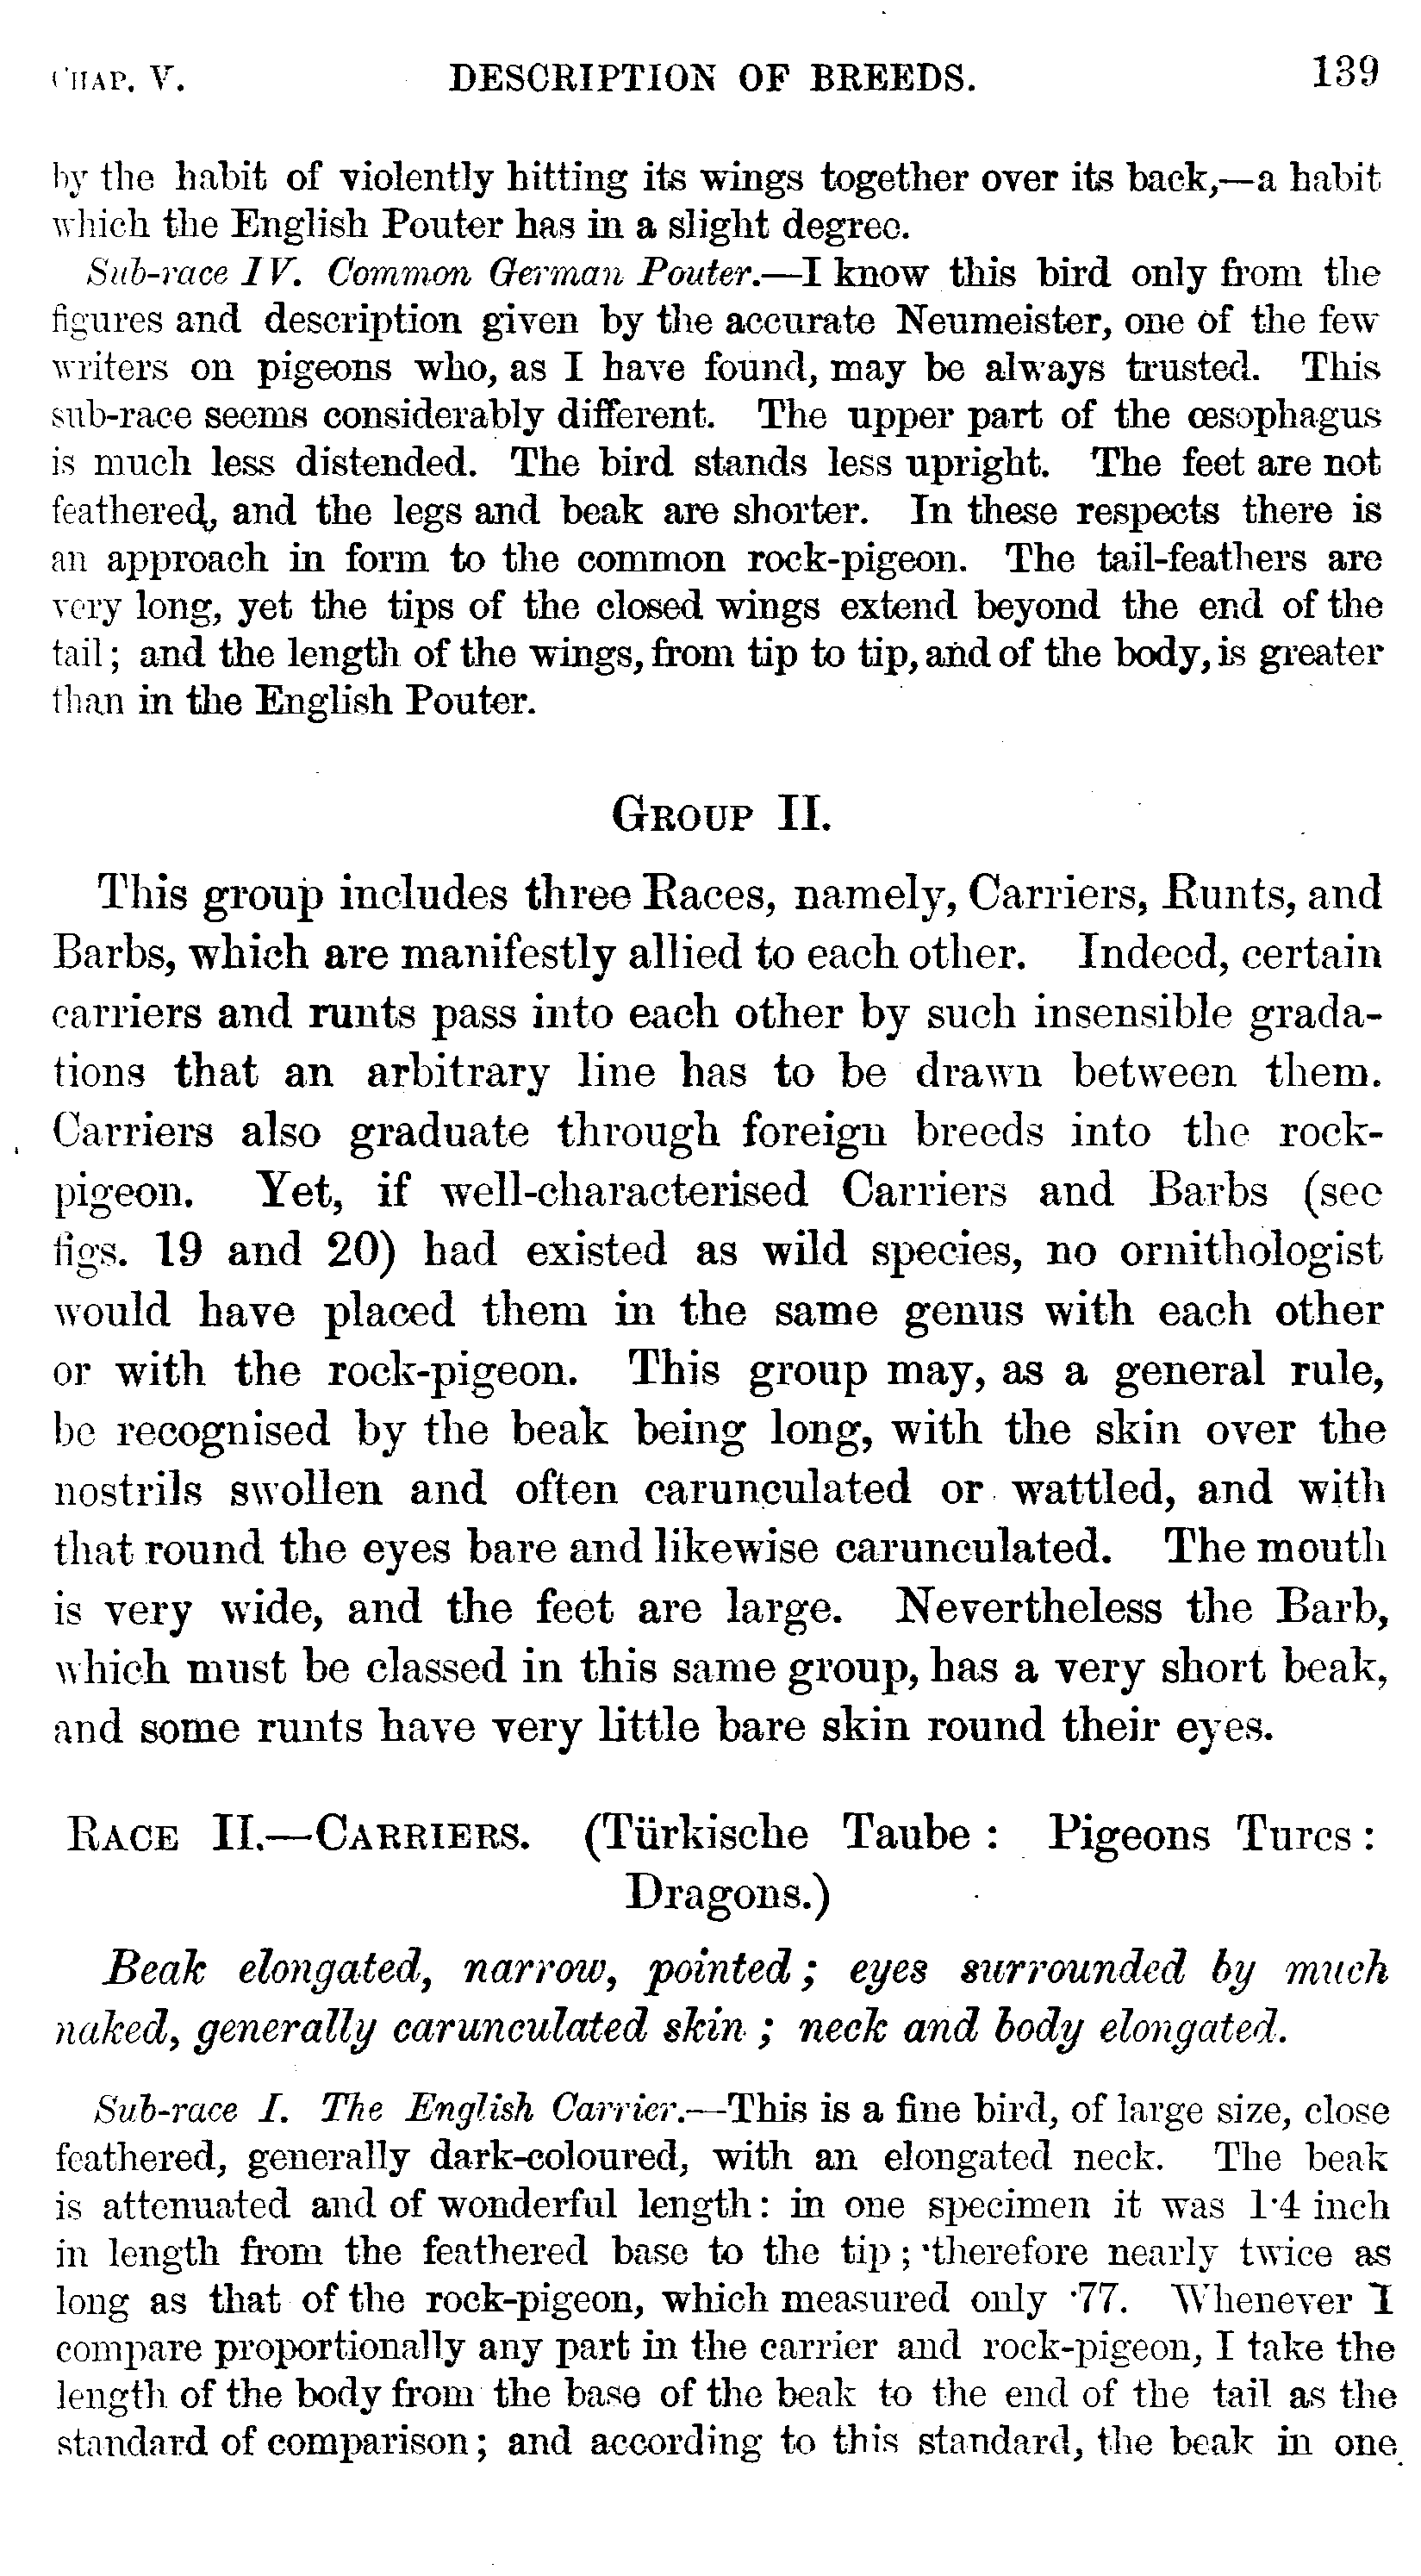 CHAP. V. DESCRIPTION OF BREEDS. 139
by the habit of violently hitting its wings together over its back,—a habit
which the English Pouter has in a slight degree.
Sub-race IV. Common German Pouter.—I know this bird only from the
figures and description given by the accurate Neumeister, one of the few
writers on pigeons who, as I have found, may be always trusted. This
sub-race seems considerably different. The upper part of the œsophagus
is much less distended. The bird stands less upright. The feet are not
feathered, and the legs and beak are shorter. In these respects there is
an approach in form to the common rock-pigeon. The tail-feathers are
very long, yet the tips of the closed wings extend beyond the end of the
tail; and the length of the wings, from tip to tip, and of the body, is greater
than in the English Pouter.
GROUP II.
This group includes three Races, namely, Carriers, Runts, and
Barbs, which are manifestly allied to each other. Indeed, certain
carriers and runts pass into each other by such insensible grada-
tions that an arbitrary line has to be drawn between them.
Carriers also graduate through foreign breeds into the rock-
pigeon. Yet, if well-characterised Carriers and Barbs (see
figs. 19 and 20) had existed as wild species, no ornithologist
would have placed them in the same genus with each other
or with the rock-pigeon. This group may, as a general rule,
be recognised by the beak being long, with the skin over the
nostrils swollen and often carunculated or wattled, and with
that round the eyes bare and likewise carunculated. The mouth
is very wide, and the feet are large. Nevertheless the Barb,
which must be classed in this same group, has a very short beak,
and some runts have very little bare skin round their eyes.
RACE II.—CARRIERS. (Türkische Taube: Pigeons Turcs:
Dragons.)
Beak elongated, narrow, pointed; eyes surrounded by much
naked, generally carunculated skin; neck and body elongated.
Sub-race I. The English Carrier.—This is a fine bird, of large size, close
feathered, generally dark-coloured, with an elongated neck. The beak
is attenuated and of wonderful length: in one specimen it was 1·4 inch
in length from the feathered base to the tip; therefore nearly twice as
long as that of the rock-pigeon, which measured only ·77. Whenever I
compare proportionally any part in the carrier and rock-pigeon, I take the
length of the body from the base of the beak to the end of the tail as the
standard of comparison; and according to this standard, the beak in one